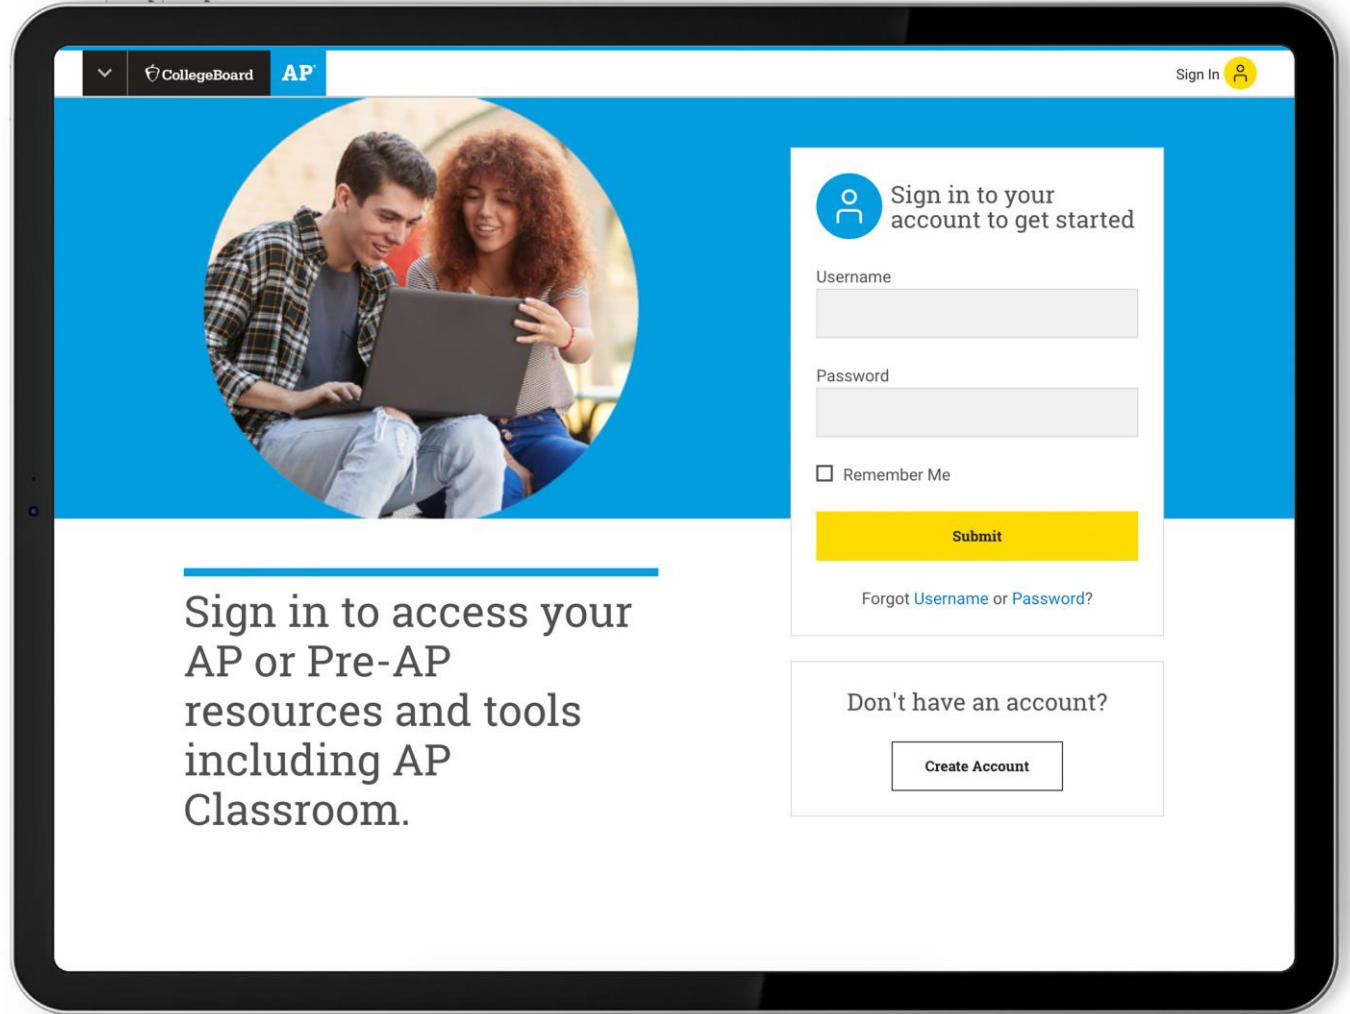 CollegeBoard
AP
Sign In
Sign in to your
account to get started
Username
Password
Remember Me
Submit
Forgot Username or Password?
Sign in to access your
AP or Pre-AP
resources and tools
including AP
Classroom.
Don't have an account?
Create Account